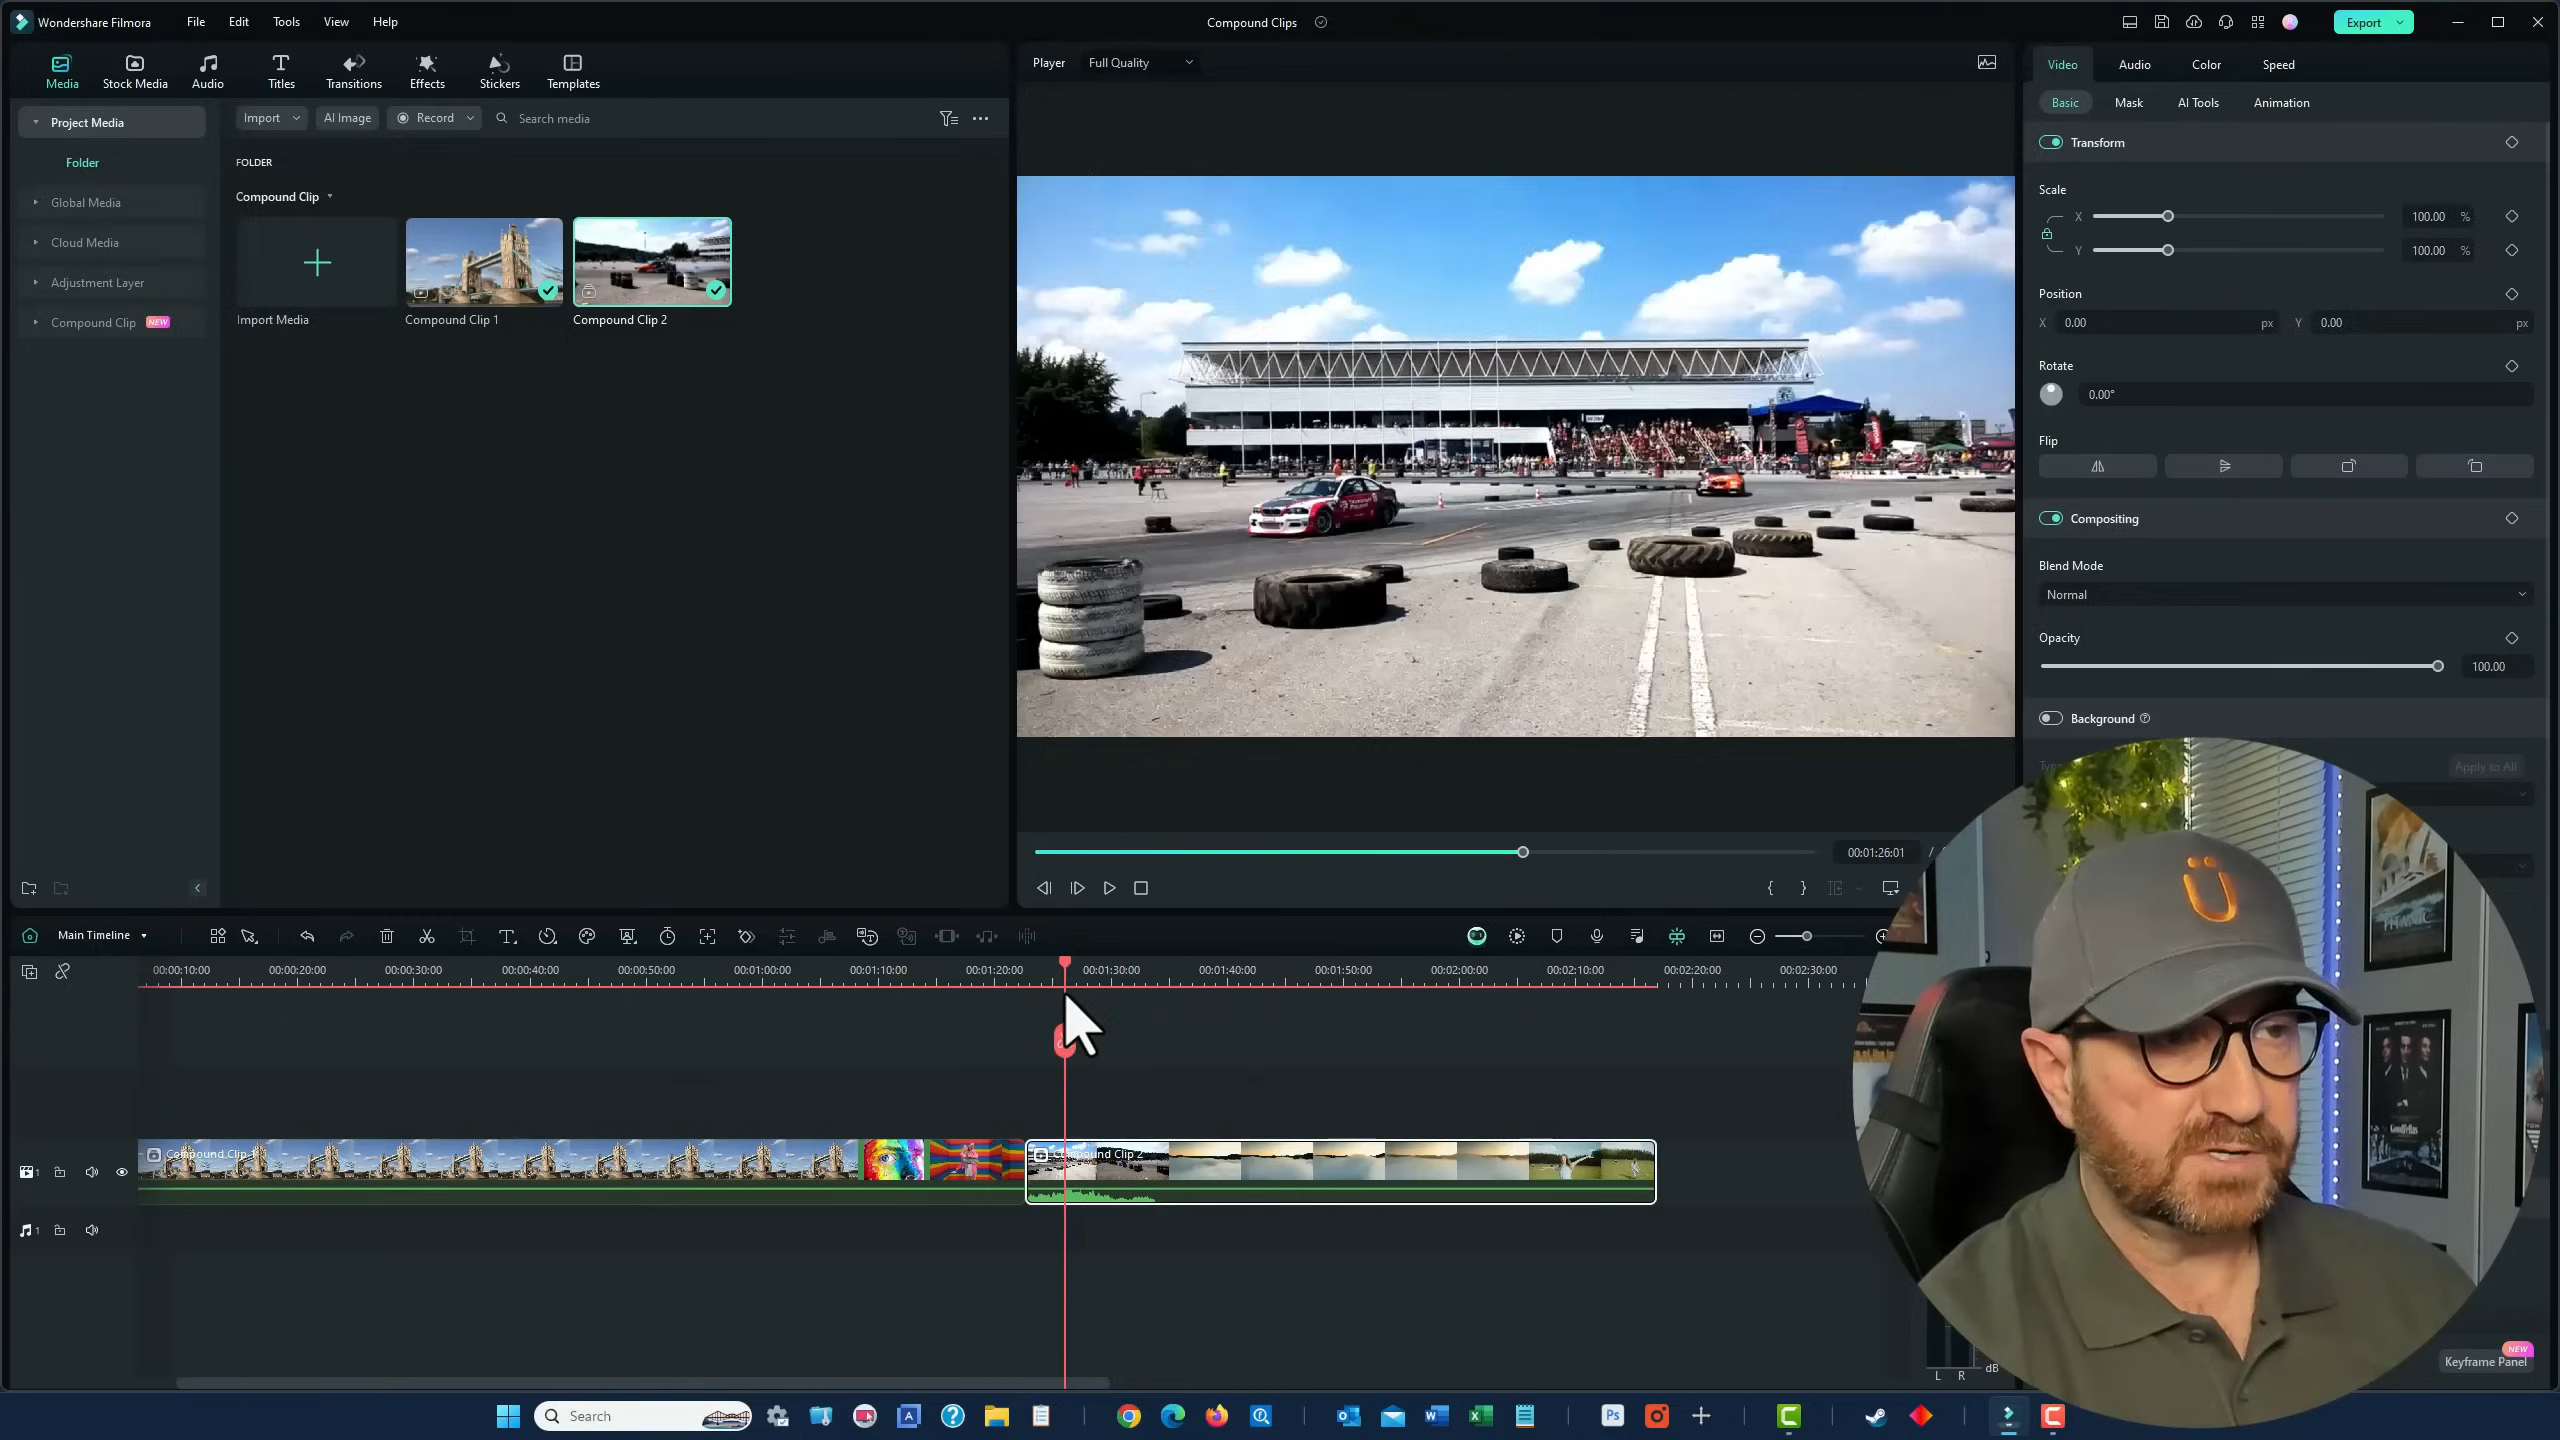 Wondershare Filmora File Edit Tools View Help
Compound Clips
Export
Media Stock Media Audio Titles Transitions Effects Stickers Templates
Player Full Quality
Video Audio Color Speed
Basic Mask AI Tools Animation
Project Media
Folder
Global Media
Cloud Media
Adjustment Layer
Compound Clip NEW
Import AI Image Record Search media
FOLDER
Compound Clip
Import Media Compound Clip 1 Compound Clip 2
Transform
Scale
X 100.00 %
Y 100.00 %
Position
X 0.00 px Y 0.00 px
Rotate
0.00°
Flip
Compositing
Blend Mode
Normal
Opacity
100.00
Background
Apply to All
00:01:26:01 /
Main Timeline
00:00:10:00 00:00:20:00 00:00:30:00 00:00:40:00 00:00:50:00 00:01:00:00 00:01:10:00 00:01:20:00 00:01:30:00 00:01:40:00 00:01:50:00 00:02:00:00 00:02:10:00 00:02:20:00 00:02:30:00
Compound Clip 1
Compound Clip 2
1
1
TITANIC
Goodfellas
L R dB
NEW
Keyframe Panel
Search